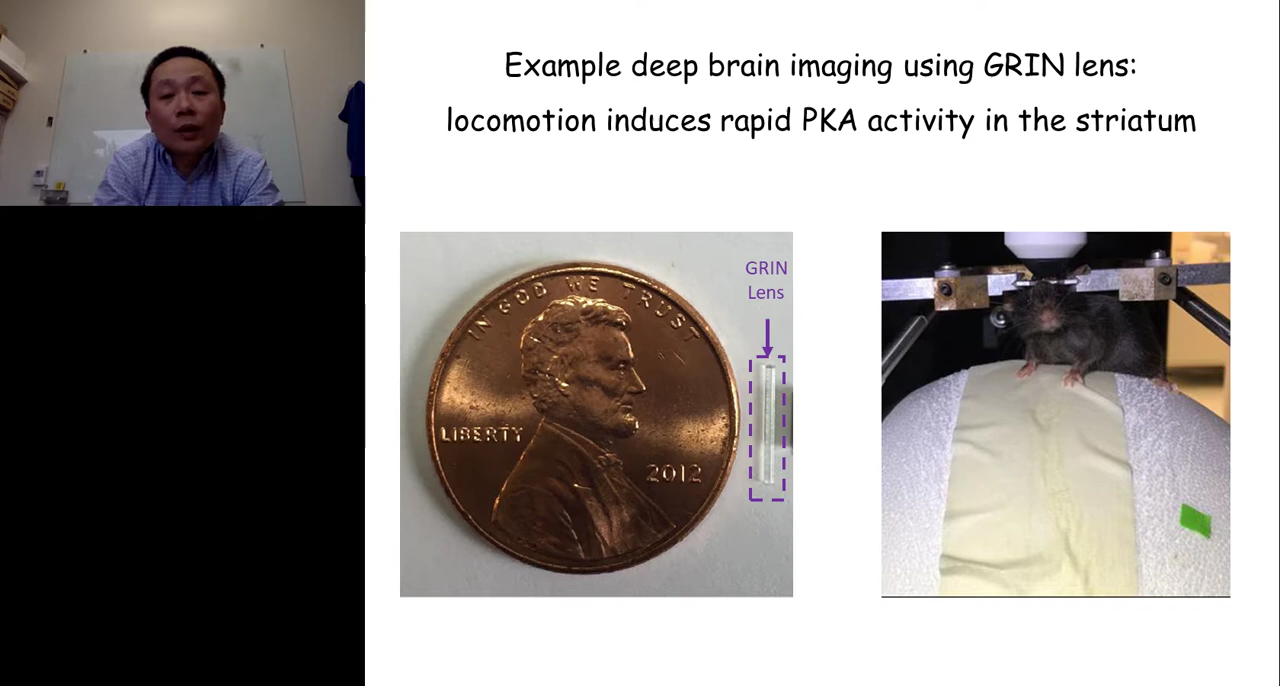 Example deep brain imaging using GRIN lens:
locomotion induces rapid PKA activity in the striatum
GRIN
Lens
IN GOD WE TRUST
LIBERTY
2012